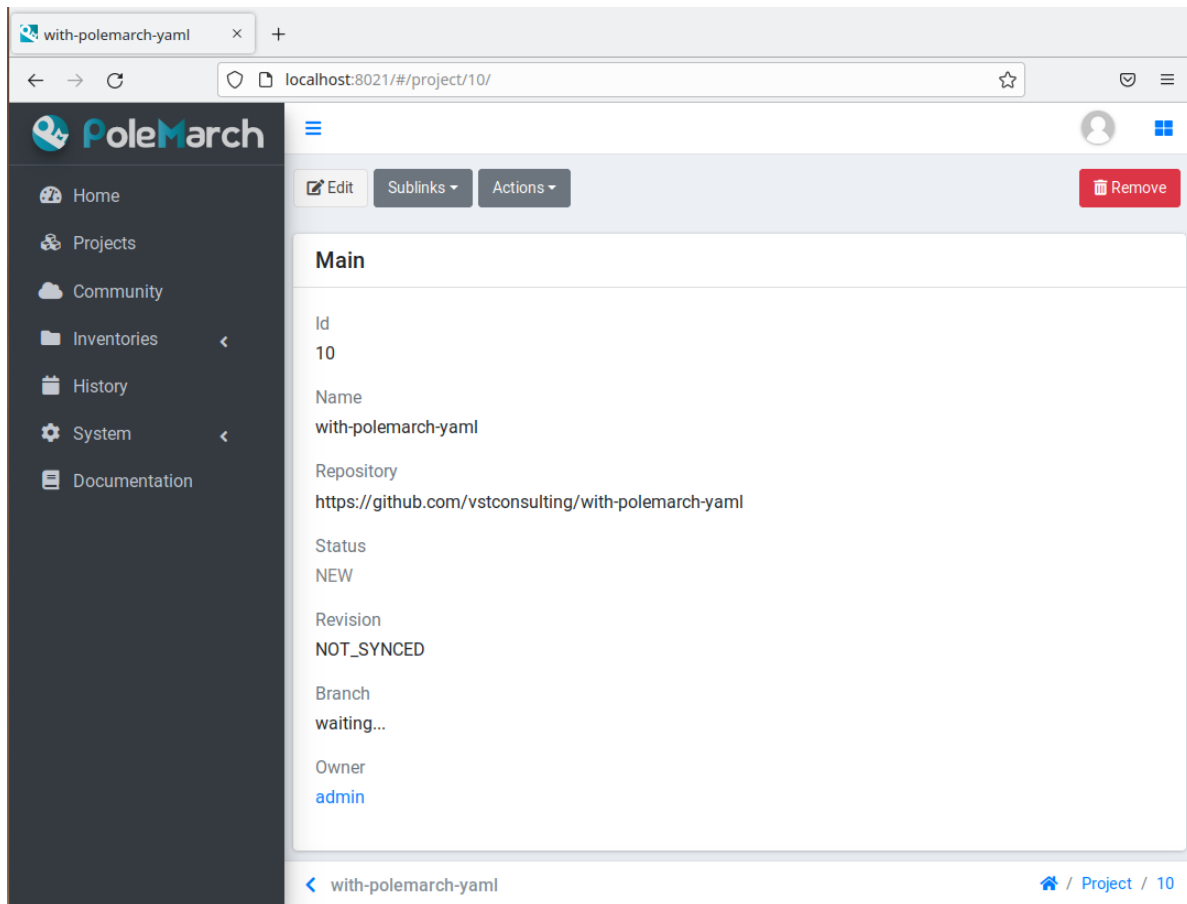 with-polemarch-yaml
localhost:8021/#/project/10/
PoleMarch
Home
Projects
Community
Inventories
History
System
Documentation
Edit
Sublinks
Actions
Remove
Main
Id
10
Name
with-polemarch-yaml
Repository
https://github.com/vstconsulting/with-polemarch-yaml
Status
NEW
Revision
NOT_SYNCED
Branch
waiting...
Owner
admin
with-polemarch-yaml
/ Project / 10